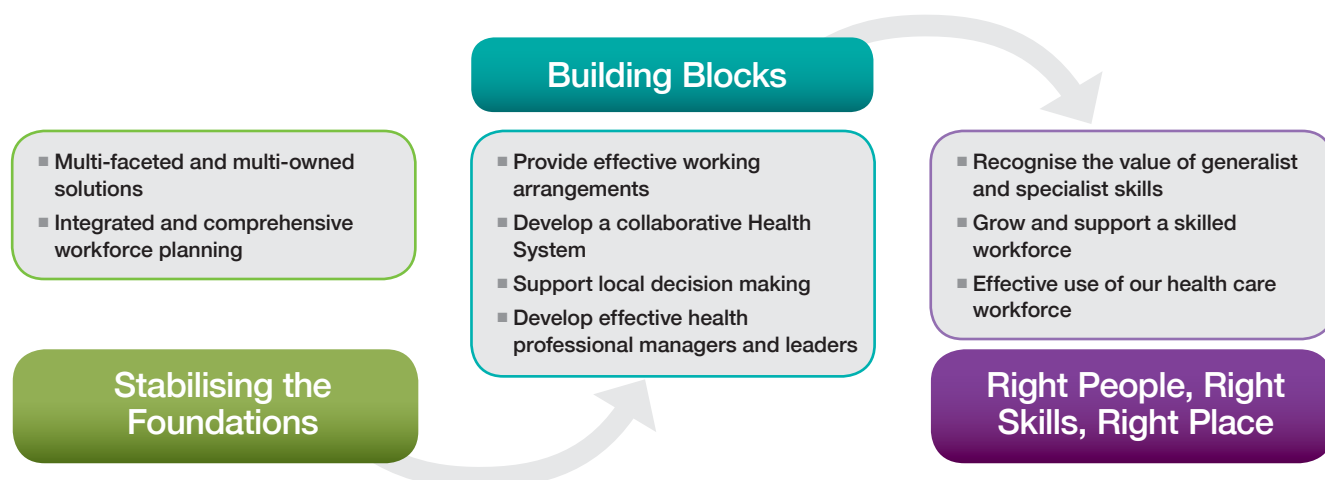 Building Blocks
■ Multi-faceted and multi-owned
solutions
■ Integrated and comprehensive
workforce planning
Stabilising the
Foundations
■ Provide effective working
arrangements
■ Develop a collaborative Health
System
■ Support local decision making
■ Develop effective health
professional managers and leaders
■ Recognise the value of generalist
and specialist skills
■ Grow and support a skilled
workforce
■ Effective use of our health care
workforce
Right People, Right
Skills, Right Place